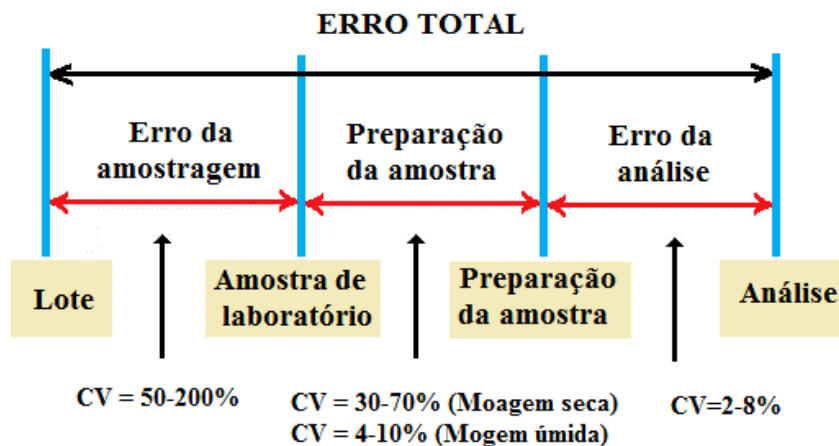 ERRO TOTAL
Erro da
amostragem
Preparação
da amostra
Erro da
análise
Lote
Amostra de
laboratório
Preparação
da amostra
Análise
CV = 50-200%
CV = 30-70% (Moagem seca)
CV = 4-10% (Mogem úmida)
CV=2-8%